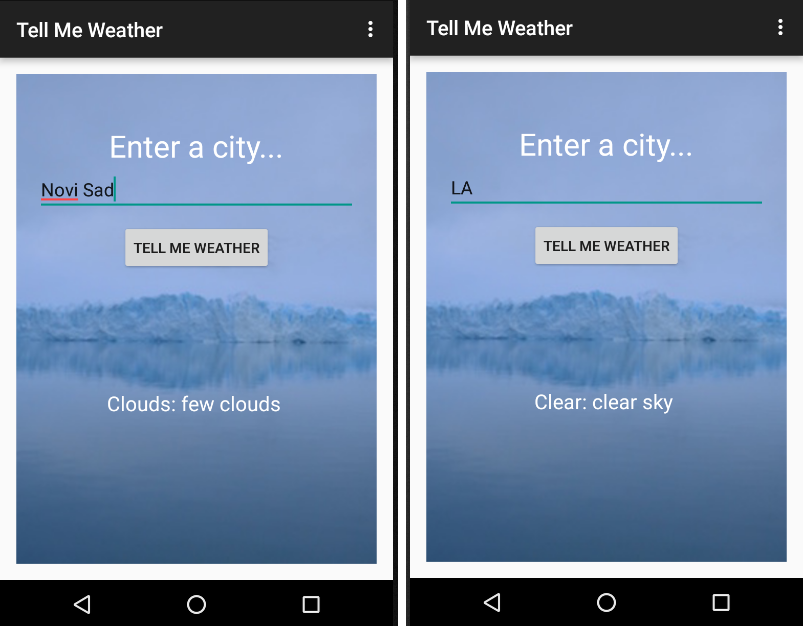 Tell Me Weather
Enter a city...
Novi Sad
TELL ME WEATHER
Clouds: few clouds
Tell Me Weather
Enter a city...
LA
TELL ME WEATHER
Clear: clear sky